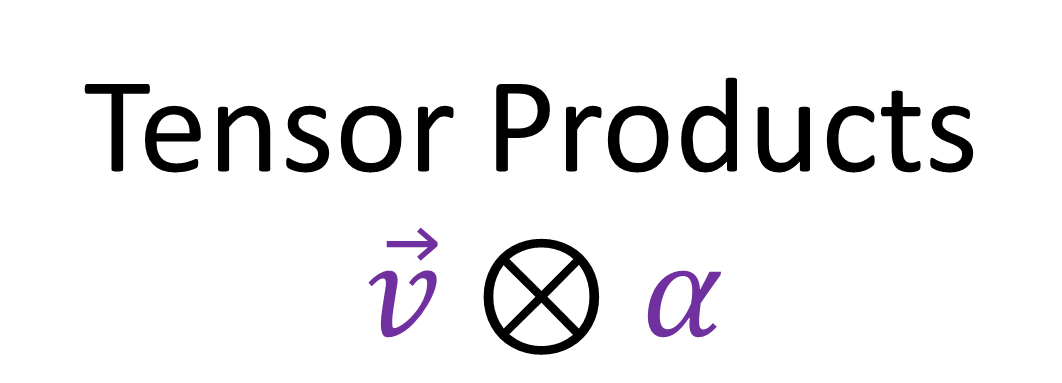 Tensor Products
v⃗ ⊗ α